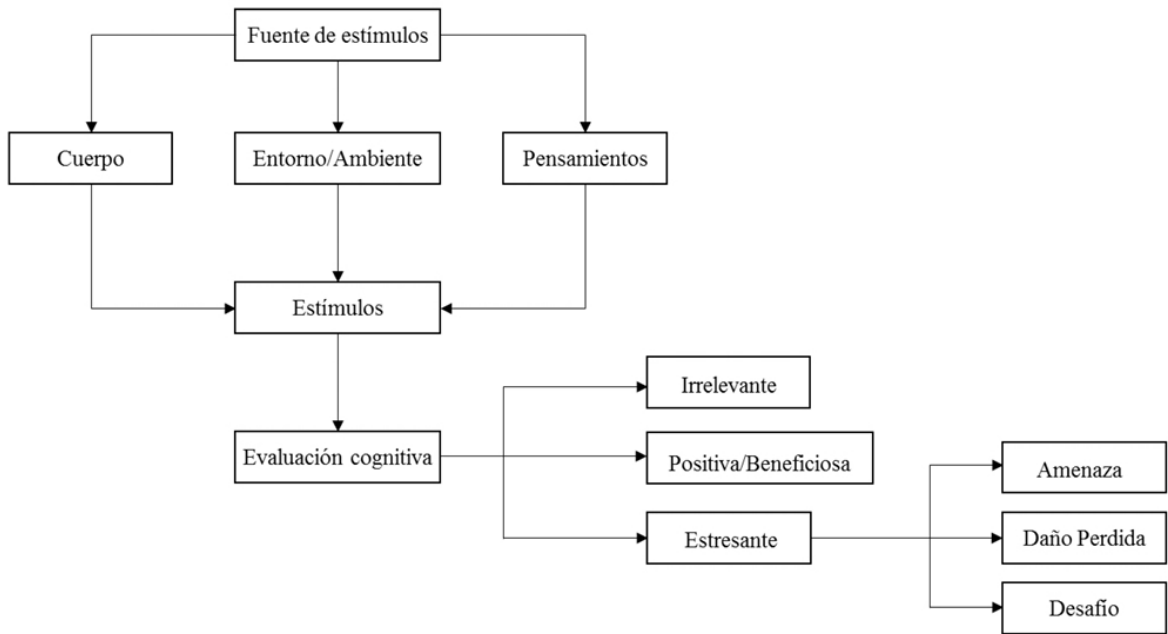 Fuente de estímulos
Cuerpo
Entorno/Ambiente
Pensamientos
Estímulos
Irrelevante
Evaluación cognitiva
Positiva/Beneficiosa
Amenaza
Estresante
Daño Perdida
Desafío